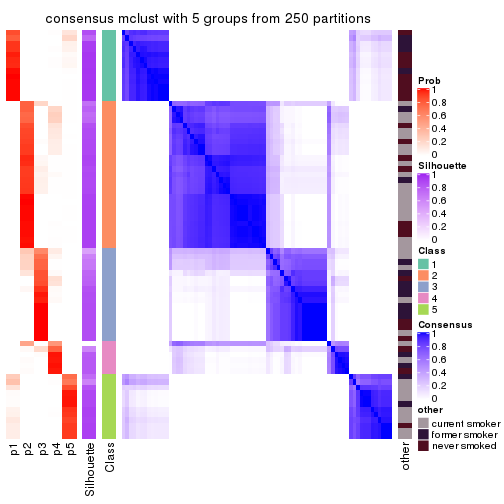 consensus mclust with 5 groups from 250 partitions
Prob
1
0.8
0.6
0.4
0.2
0
Silhouette
1
0.8
0.6
0.4
0.2
0
Class
1
2
3
4
5
Consensus
1
0.8
0.6
0.4
0.2
0
other
current smoker
former smoker
never smoked
p1
p2
p3
p4
p5
Silhouette
Class
other